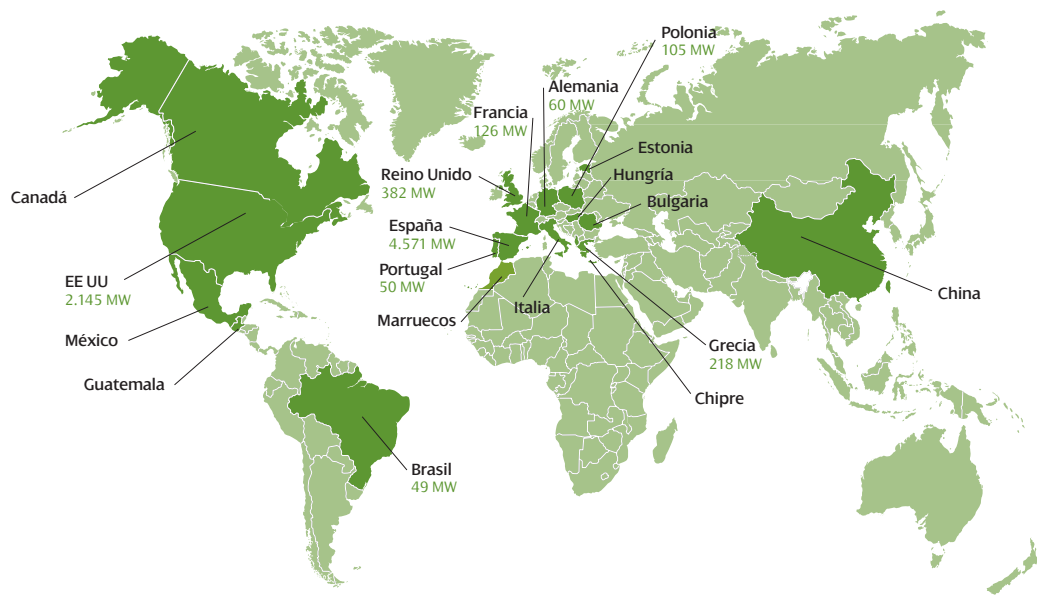 Polonia
105 MW
Alemania
60 MW
Francia
126 MW
Estonia
Reino Unido
382 MW
Hungría
Bulgaria
Canadá
España
4.571 MW
Portugal
50 MW
EE UU
2.145 MW
Italia
China
Marruecos
México
Grecia
218 MW
Guatemala
Chipre
Brasil
49 MW